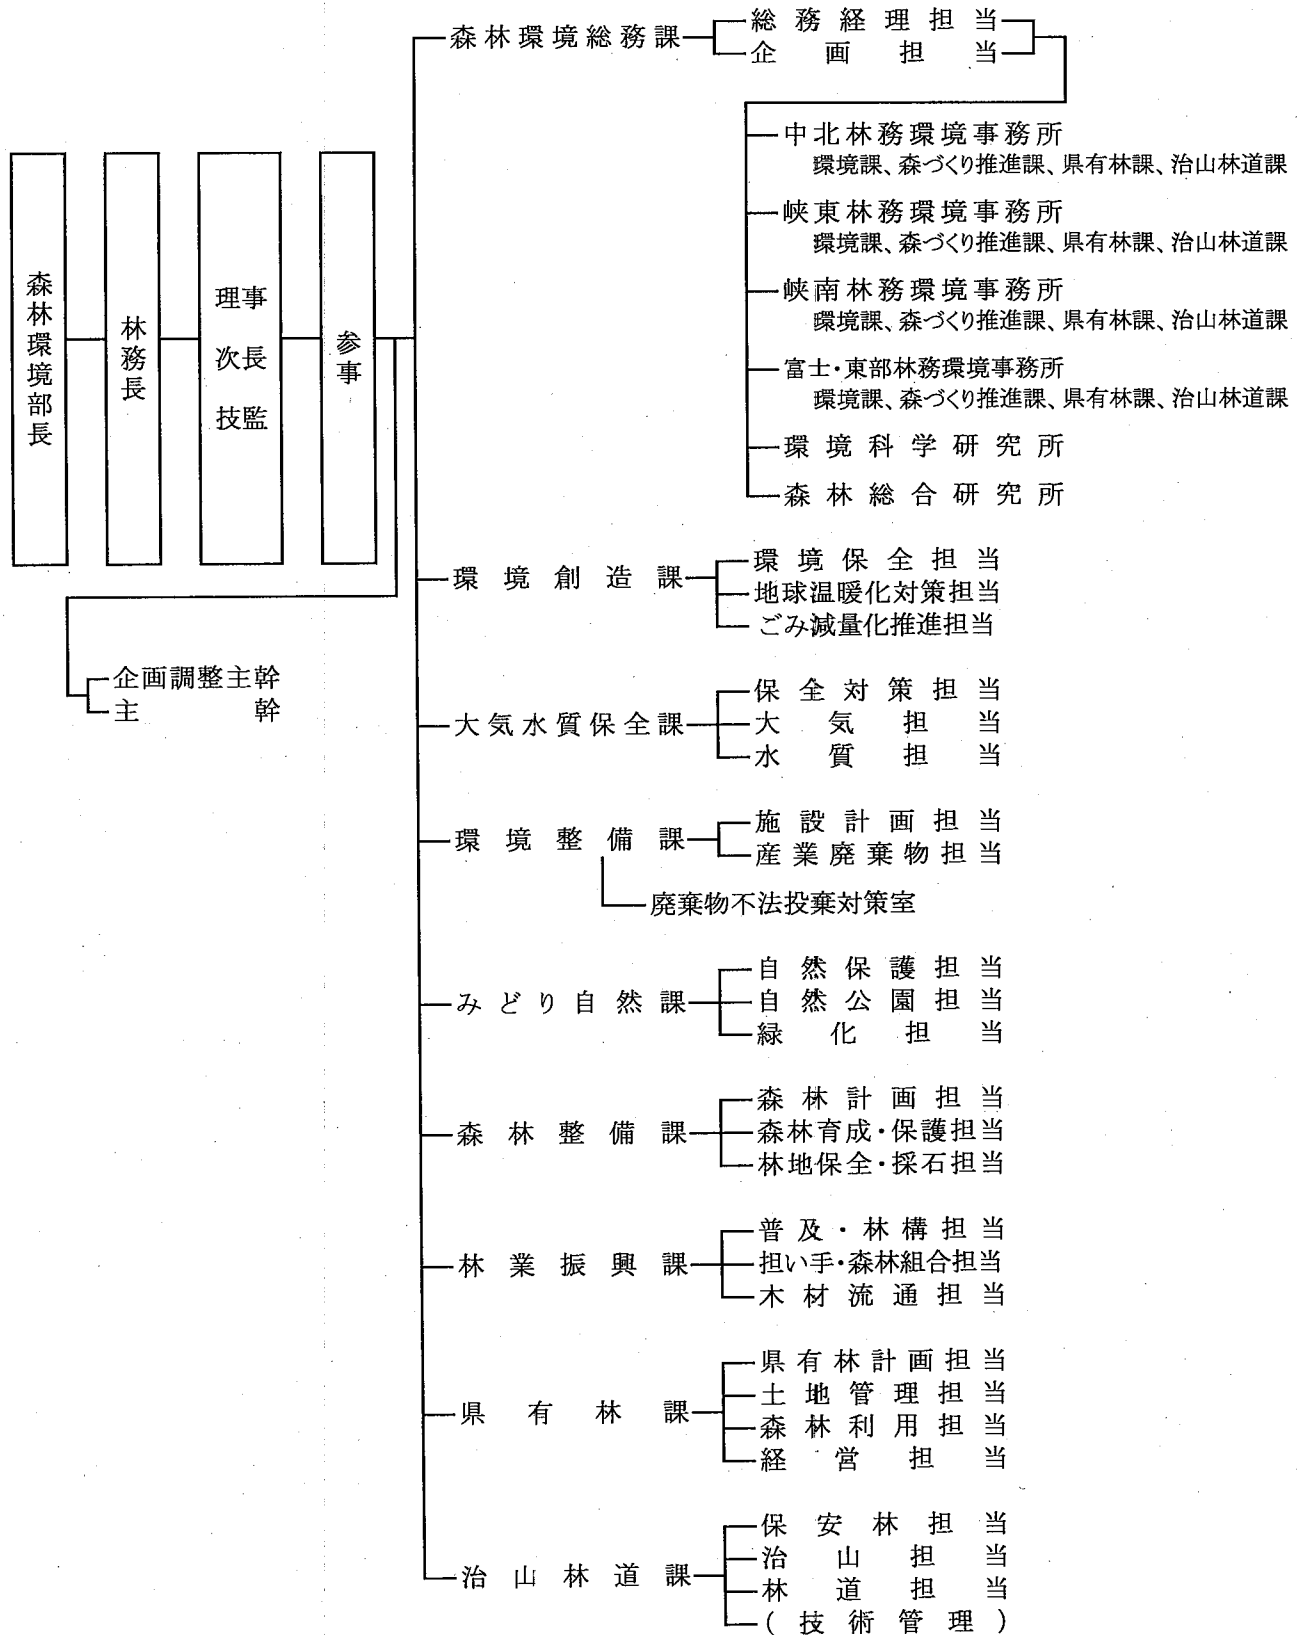 森林環境部長
林務長
理事
次長
技監
参事
企画調整主幹
主幹
森林環境総務課
総務経理担当
企画担当
中北林務環境事務所
環境課、森づくり推進課、県有林課、治山林道課
峡東林務環境事務所
環境課、森づくり推進課、県有林課、治山林道課
峡南林務環境事務所
環境課、森づくり推進課、県有林課、治山林道課
富士・東部林務環境事務所
環境課、森づくり推進課、県有林課、治山林道課
環境科学研究所
森林総合研究所
環境創造課
環境保全担当
地球温暖化対策担当
ごみ減量化推進担当
大気水質保全課
保全対策担当
大気担当
水質担当
環境整備課
施設計画担当
産業廃棄物担当
廃棄物不法投棄対策室
みどり自然課
自然保護担当
自然公園担当
緑化担当
森林整備課
森林計画担当
森林育成・保護担当
林地保全・採石担当
林業振興課
普及・林構担当
担い手・森林組合担当
木材流通担当
県有林課
県有林計画担当
土地管理担当
森林利用担当
経営担当
治山林道課
保安林担当
治山担当
林道担当
(技術管理)